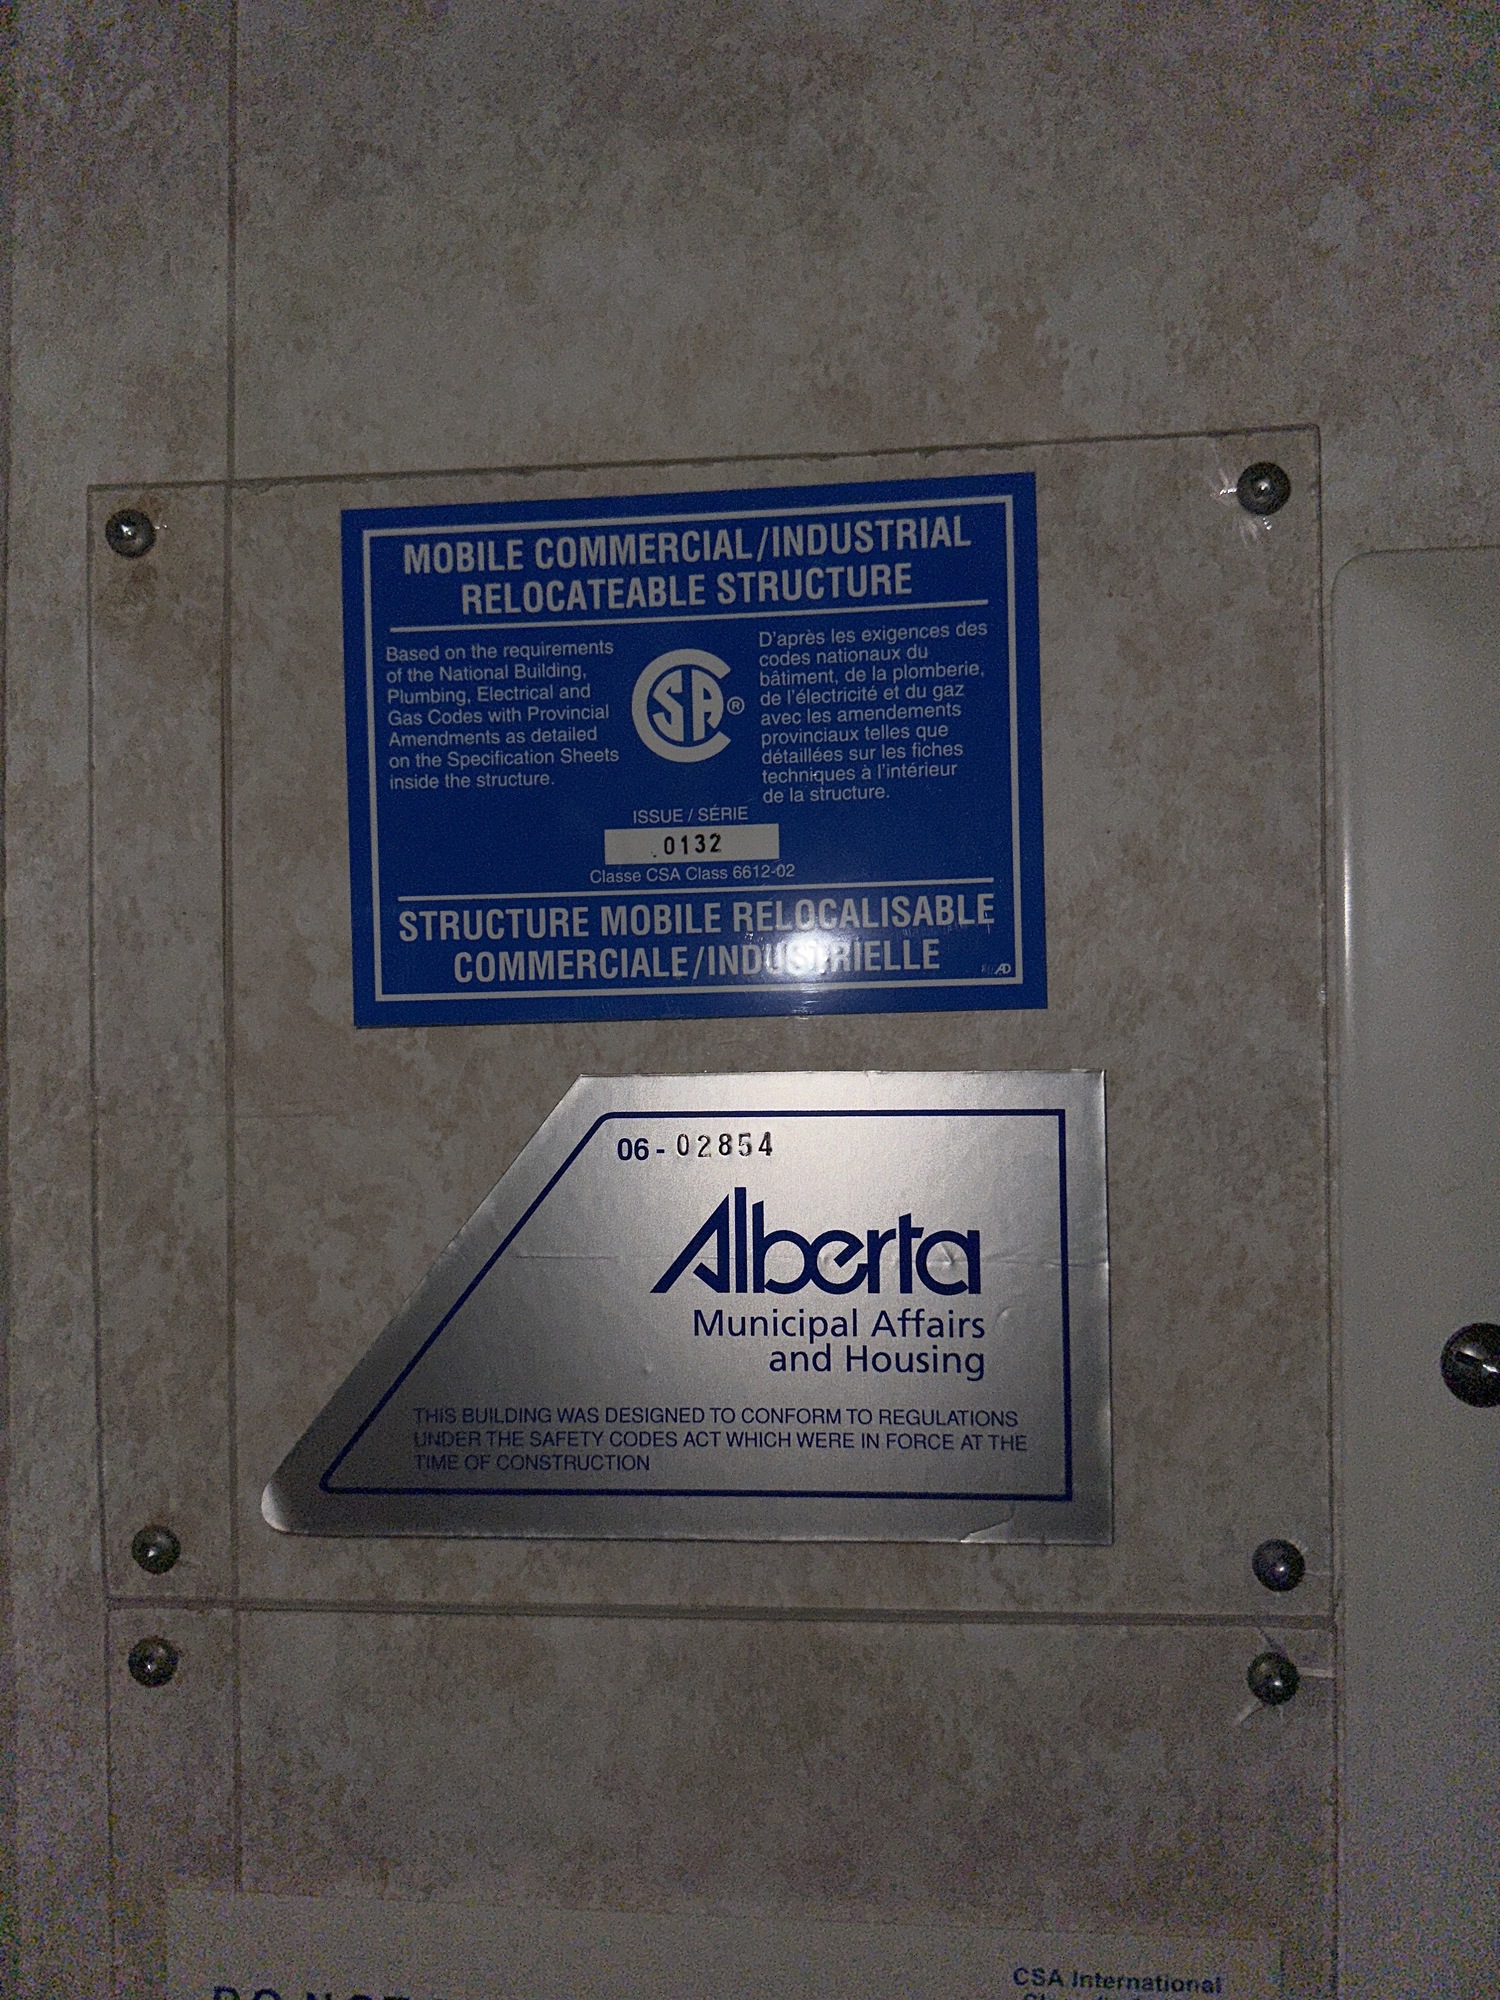 MOBILE COMMERCIAL/INDUSTRIAL
RELOCATEABLE STRUCTURE
Based on the requirements
of the National Building,
Plumbing, Electrical and
Gas Codes with Provincial
Amendments as detailed
on the Specification Sheets
inside the structure.
CSA®
D'après les exigences des
codes nationaux du
bâtiment, de la plomberie,
de l'électricité et du gaz
avec les amendements
provinciaux telles que
détaillées sur les fiches
techniques à l'intérieur
de la structure.
ISSUE / SÉRIE
.0132
Classe CSA Class 6612-02
STRUCTURE MOBILE RELOCALISABLE
COMMERCIALE/INDUSTRIELLE
06-02854
Alberta
Municipal Affairs
and Housing
THIS BUILDING WAS DESIGNED TO CONFORM TO REGULATIONS
UNDER THE SAFETY CODES ACT WHICH WERE IN FORCE AT THE
TIME OF CONSTRUCTION
DO NOT
CSA International